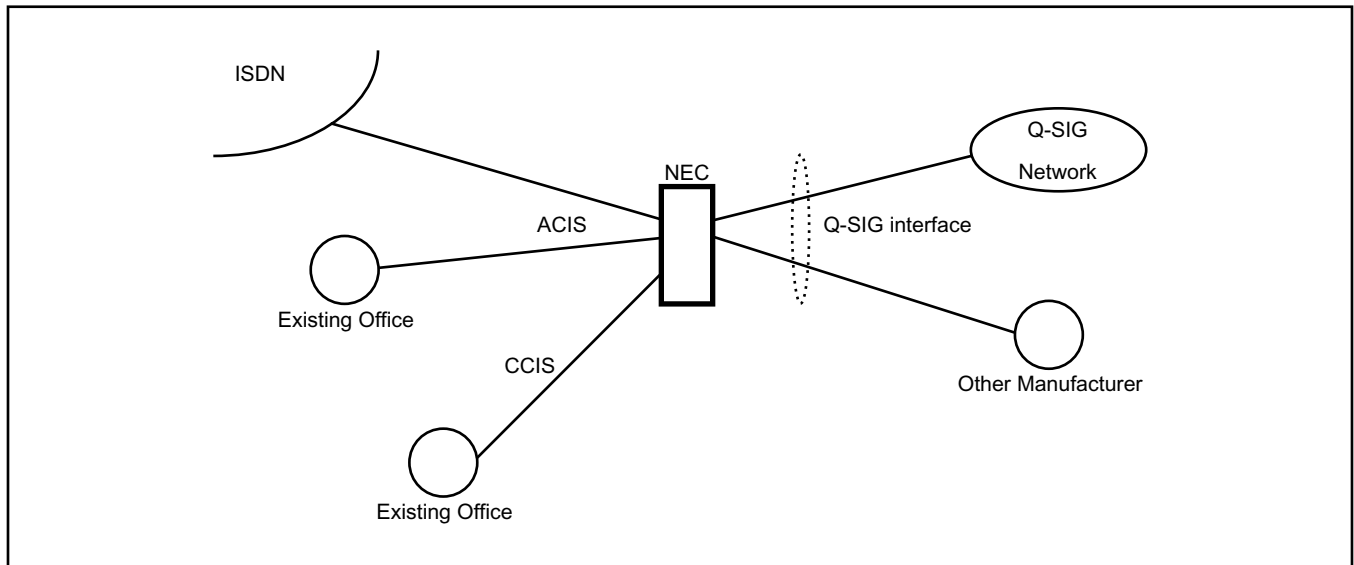 ISDN
Q-SIG
Network
NEC
ACIS
Q-SIG interface
Existing Office
CCIS
Other Manufacturer
Existing Office